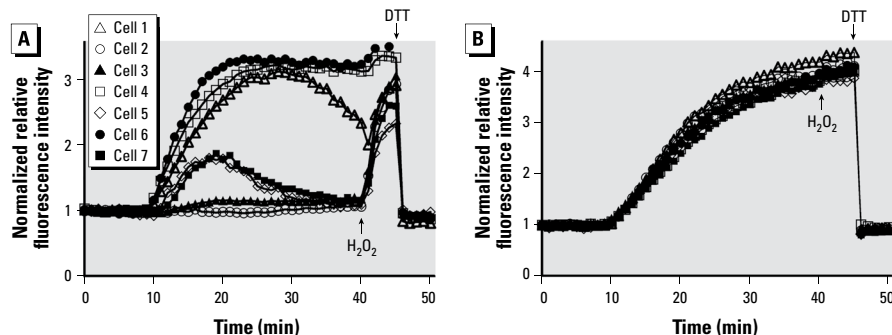 A
Normalized relative
fluorescence intensity
3
2
1
0
0
10
20
30
40
50
Time (min)
Cell 1
Cell 2
Cell 3
Cell 4
Cell 5
Cell 6
Cell 7
DTT
H₂O₂
B
Normalized relative
fluorescence intensity
4
3
2
1
0
0
10
20
30
40
50
Time (min)
DTT
H₂O₂